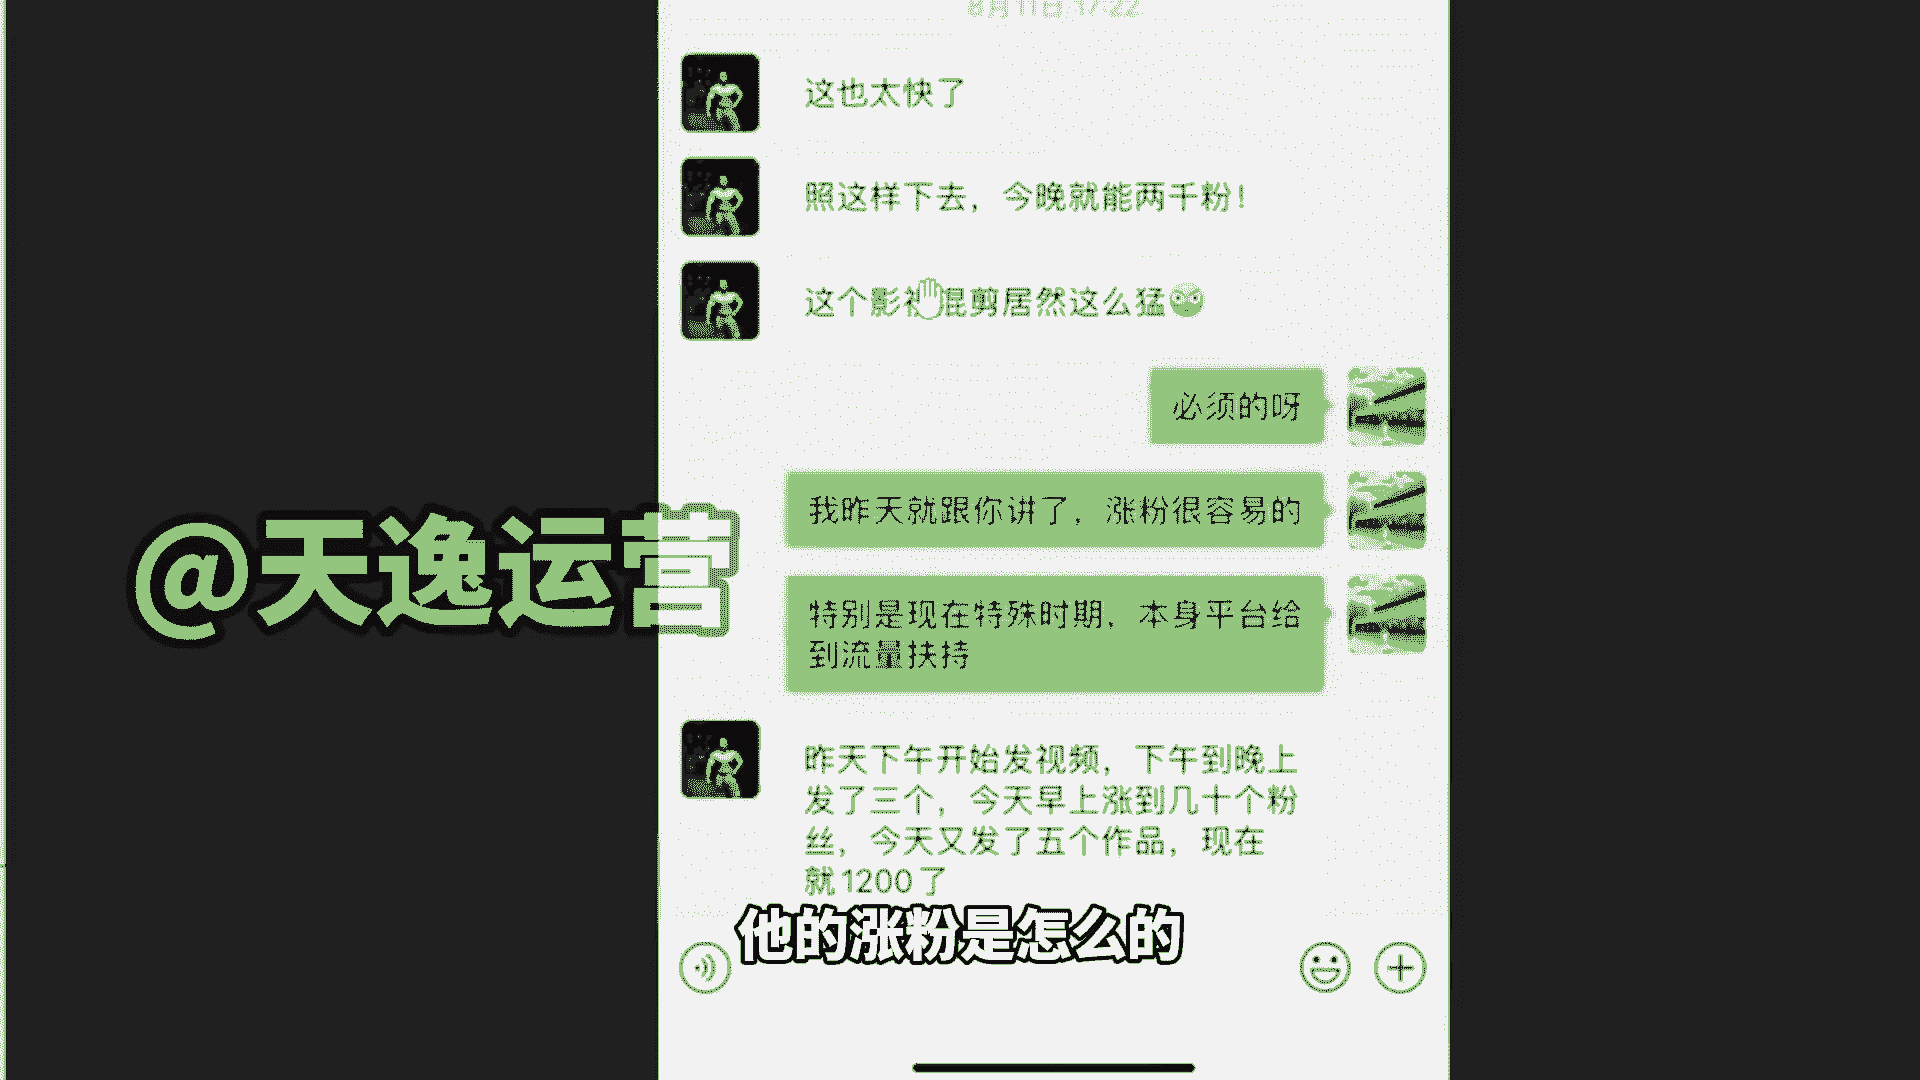 8月11日 17:22
这也太快了
照这样下去，今晚就能两千粉！
这个影视混剪居然这么猛
必须的呀
我昨天就跟你讲了，涨粉很容易的
特别是现在特殊时期，本身平台给
到流量扶持
@天逸运营
昨天下午开始发视频，下午到晚上
发了三个，今天早上涨到几十个粉
丝，今天又发了五个作品，现在
就1200了
他的涨粉是怎么的